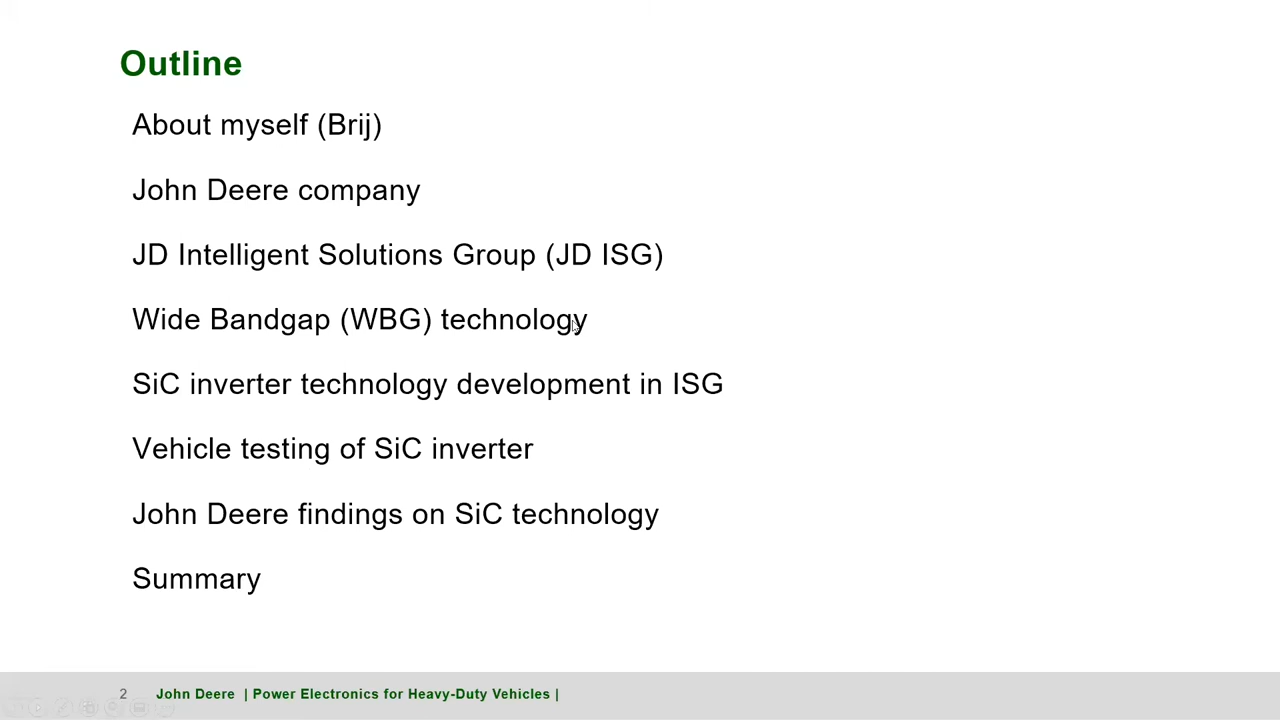 Outline
About myself (Brij)
John Deere company
JD Intelligent Solutions Group (JD ISG)
Wide Bandgap (WBG) technology
SiC inverter technology development in ISG
Vehicle testing of SiC inverter
John Deere findings on SiC technology
Summary
2 John Deere | Power Electronics for Heavy-Duty Vehicles |